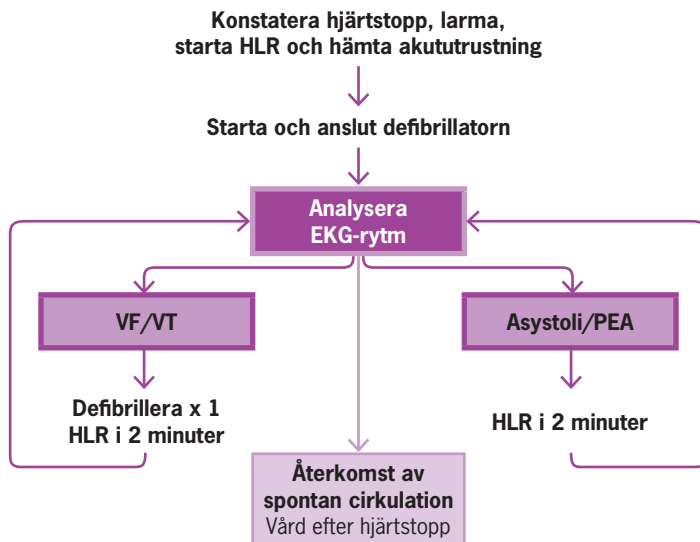 Konstatera hjärtstopp, larma,
starta HLR och hämta akututrustning
Starta och anslut defibrillatorn
Analysera
EKG-rytm
VF/VT
Asystoli/PEA
Defibrillera x 1
HLR i 2 minuter
HLR i 2 minuter
Återkomst av
spontan cirkulation
Vård efter hjärtstopp